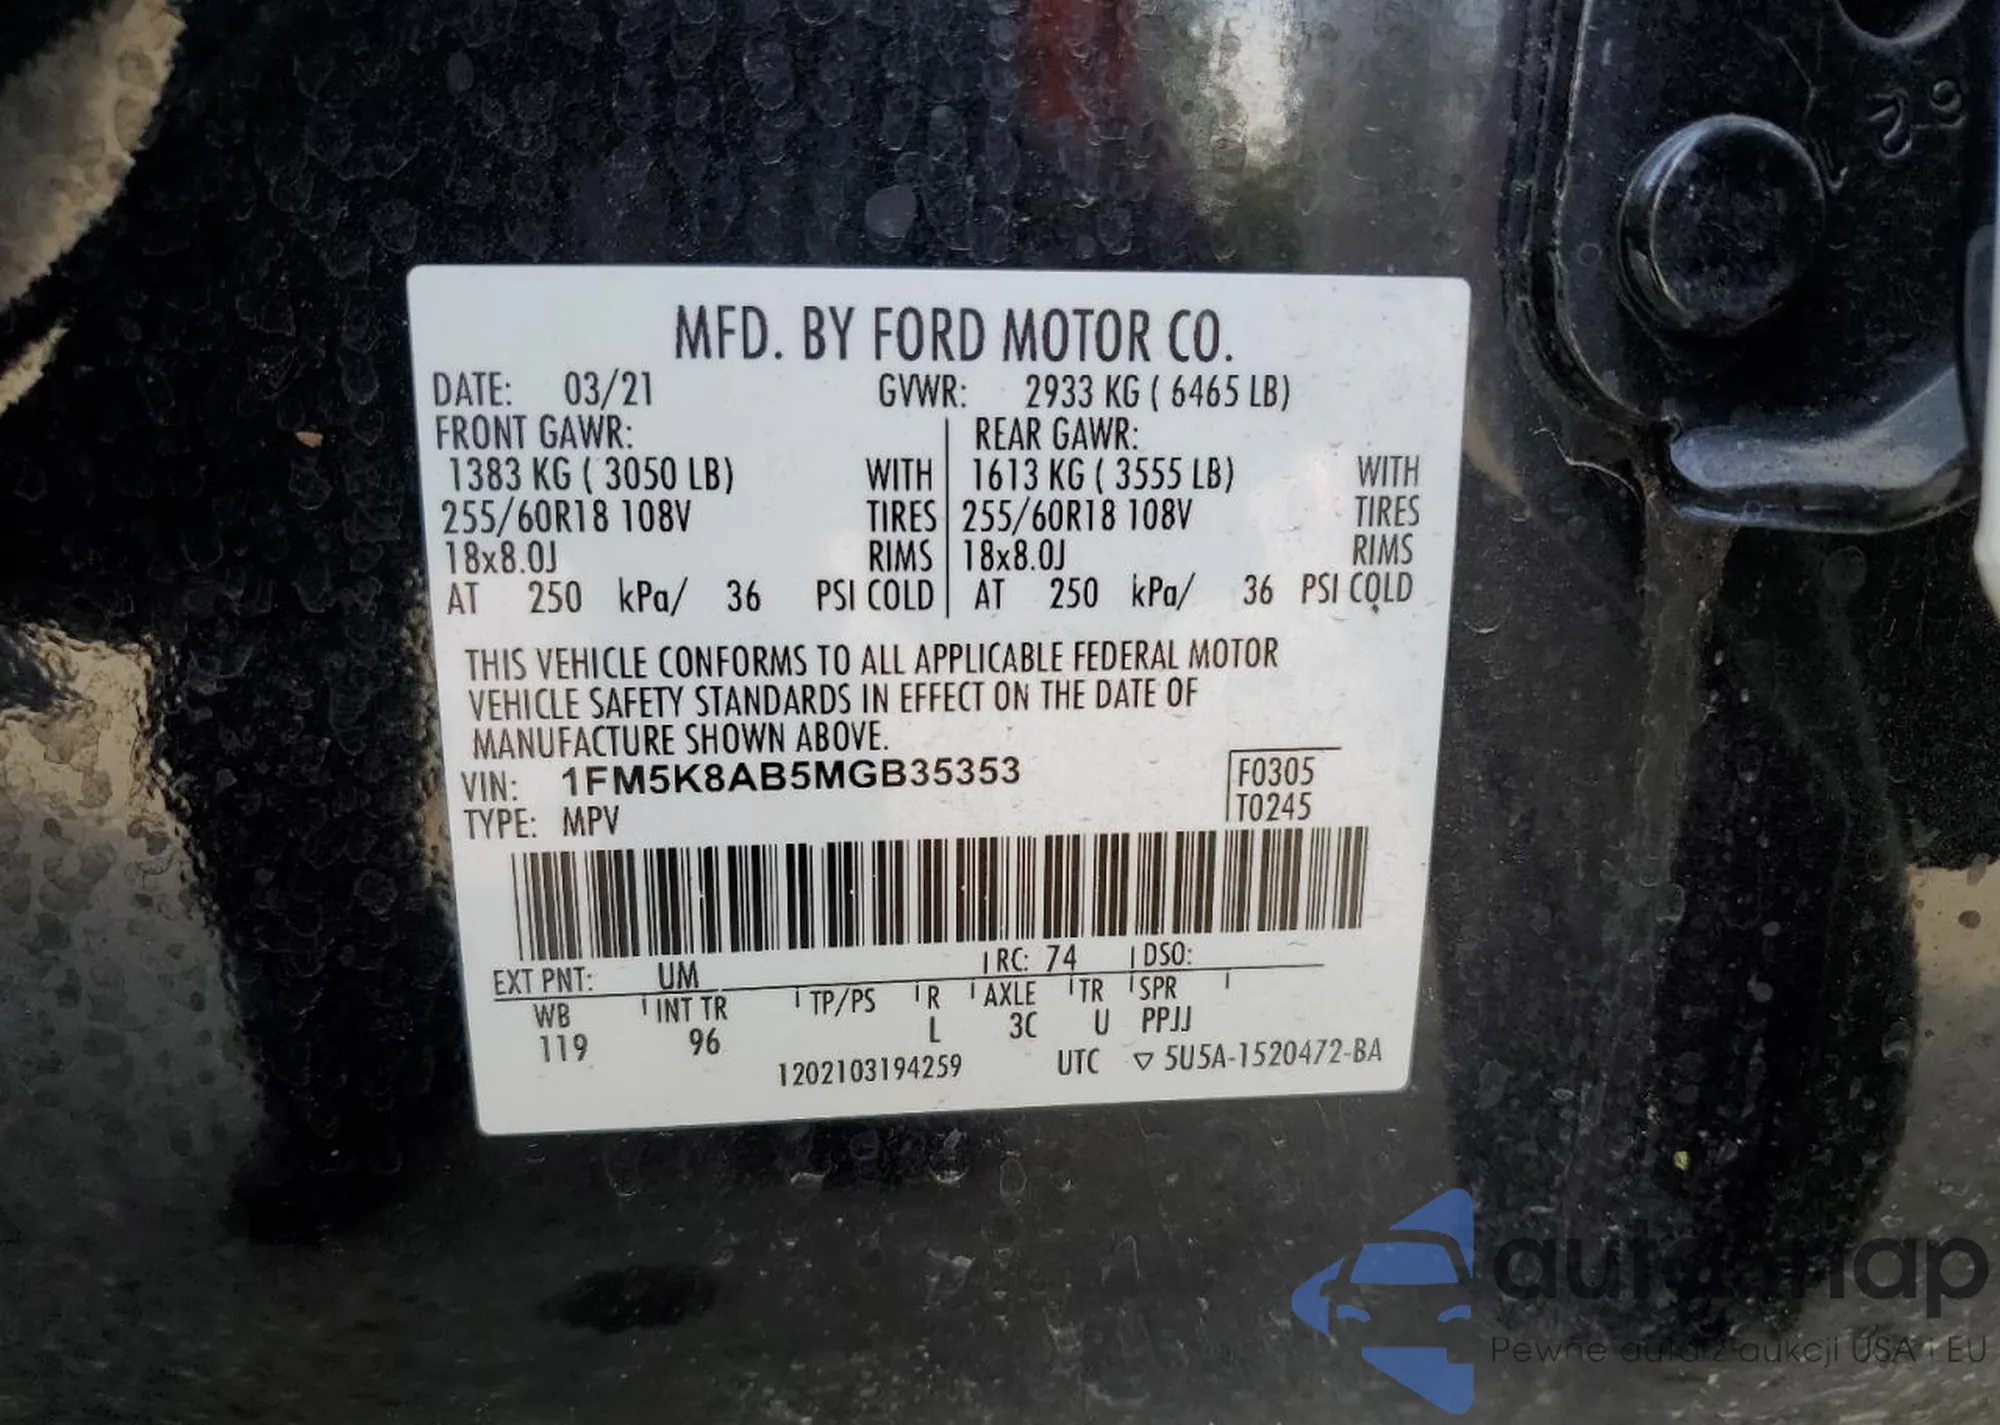 MFD. BY FORD MOTOR CO.
DATE: 03/21 GVWR: 2933 KG ( 6465 LB)
FRONT GAWR: REAR GAWR:
1383 KG ( 3050 LB) WITH 1613 KG ( 3555 LB) WITH
255/60R18 108V TIRES 255/60R18 108V TIRES
18x8.0J RIMS 18x8.0J RIMS
AT 250 kPa/ 36 PSI COLD AT 250 kPa/ 36 PSI COLD
THIS VEHICLE CONFORMS TO ALL APPLICABLE FEDERAL MOTOR
VEHICLE SAFETY STANDARDS IN EFFECT ON THE DATE OF
MANUFACTURE SHOWN ABOVE.
VIN: 1FM5K8AB5MGB35353 F0305
TYPE: MPV T0245
EXT PNT: UM RC: 74 DSO:
WB INT TR TP/PS R AXLE TR SPR
119 96 L 3C U PPJJ
1202103194259 UTC ▽ 5U5A-1520472-BA
Pewne auta z aukcji USA i EU